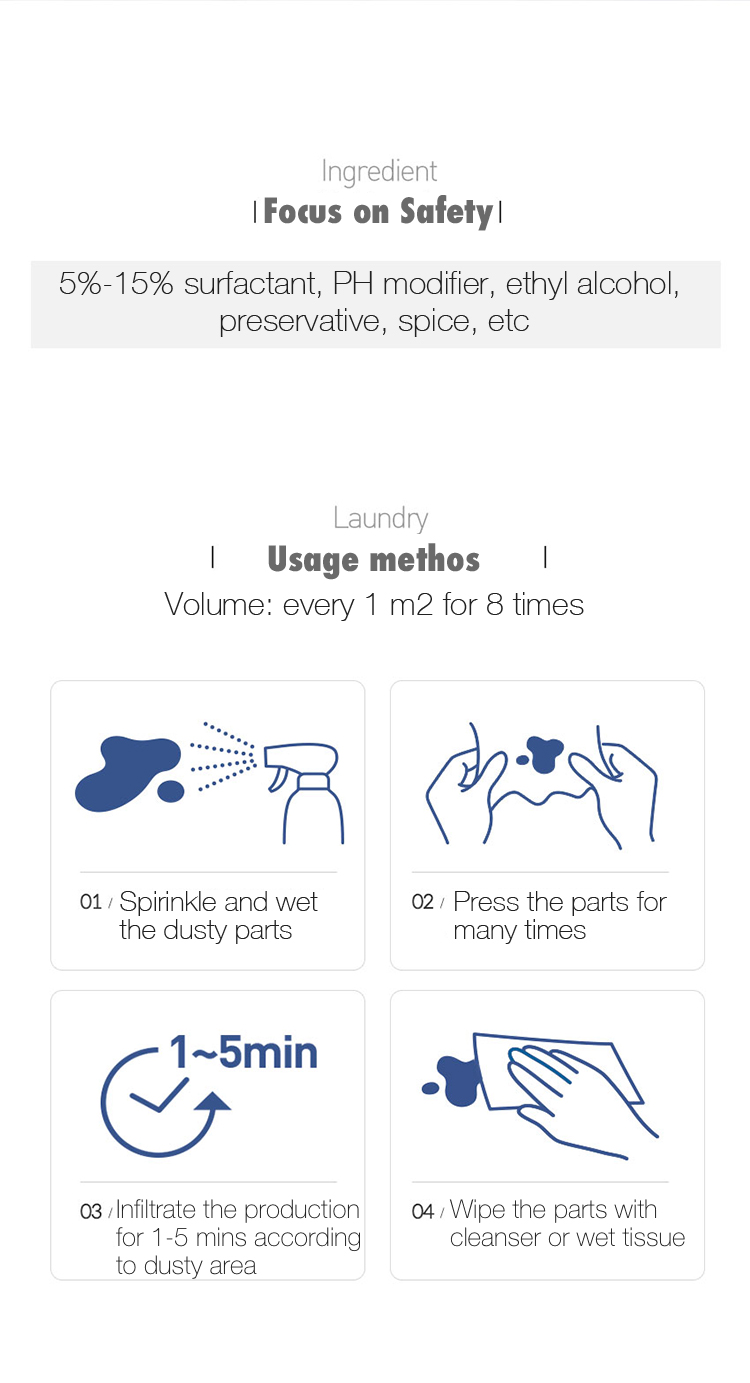 Ingredient
Focus on Safety
5%-15% surfactant, PH modifier, ethyl alcohol,
preservative, spice, etc
Laundry
Usage methos
Volume: every 1 m2 for 8 times
01 / Spirinkle and wet
the dusty parts
02 / Press the parts for
many times
1~5min
03 / Infiltrate the production
for 1-5 mins according
to dusty area
04 / Wipe the parts with
cleanser or wet tissue